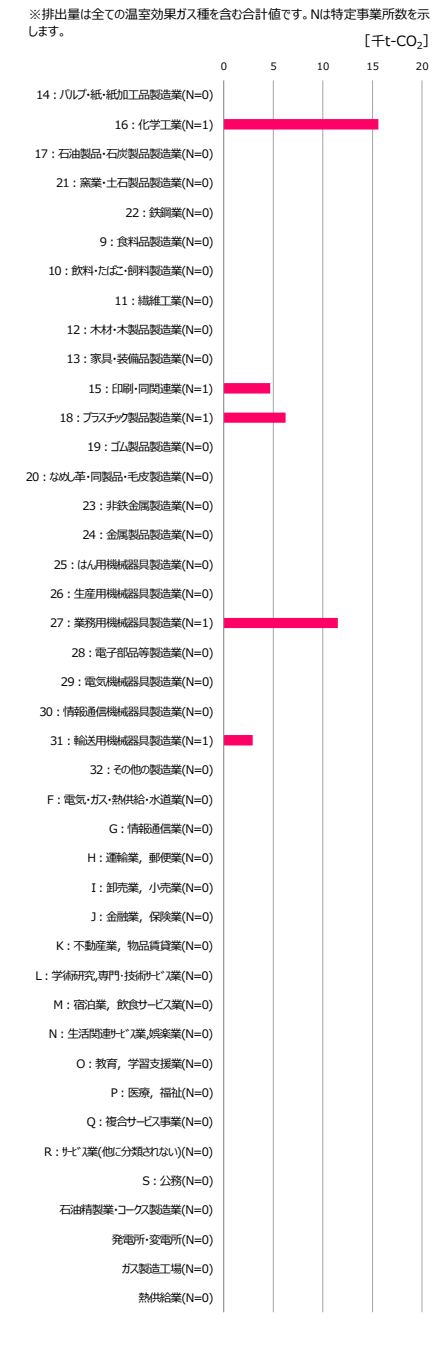 ※排出量は全ての温室効果ガス種を含む合計値です。Nは特定事業所数を示
します。
[千t-CO₂]
0 5 10 15 20
14：パルプ・紙・紙加工品製造業(N=0)
16：化学工業(N=1)
17：石油製品・石炭製品製造業(N=0)
21：窯業・土石製品製造業(N=0)
22：鉄鋼業(N=0)
9：食料品製造業(N=0)
10：飲料・たばこ・飼料製造業(N=0)
11：繊維工業(N=0)
12：木材・木製品製造業(N=0)
13：家具・装備品製造業(N=0)
15：印刷・同関連業(N=1)
18：プラスチック製品製造業(N=1)
19：ゴム製品製造業(N=0)
20：なめし革・同製品・毛皮製造業(N=0)
23：非鉄金属製造業(N=0)
24：金属製品製造業(N=0)
25：はん用機械器具製造業(N=0)
26：生産用機械器具製造業(N=0)
27：業務用機械器具製造業(N=1)
28：電子部品等製造業(N=0)
29：電気機械器具製造業(N=0)
30：情報通信機械器具製造業(N=0)
31：輸送用機械器具製造業(N=1)
32：その他の製造業(N=0)
F：電気・ガス・熱供給・水道業(N=0)
G：情報通信業(N=0)
H：運輸業，郵便業(N=0)
I：卸売業，小売業(N=0)
J：金融業，保険業(N=0)
K：不動産業，物品賃貸業(N=0)
L：学術研究,専門・技術ｻｰﾋﾞｽ業(N=0)
M：宿泊業，飲食サービス業(N=0)
N：生活関連ｻｰﾋﾞｽ業,娯楽業(N=0)
O：教育，学習支援業(N=0)
P：医療，福祉(N=0)
Q：複合サービス事業(N=0)
R：ｻｰﾋﾞｽ業(他に分類されない)(N=0)
S：公務(N=0)
石油精製業・コークス製造業(N=0)
発電所・変電所(N=0)
ガス製造工場(N=0)
熱供給業(N=0)